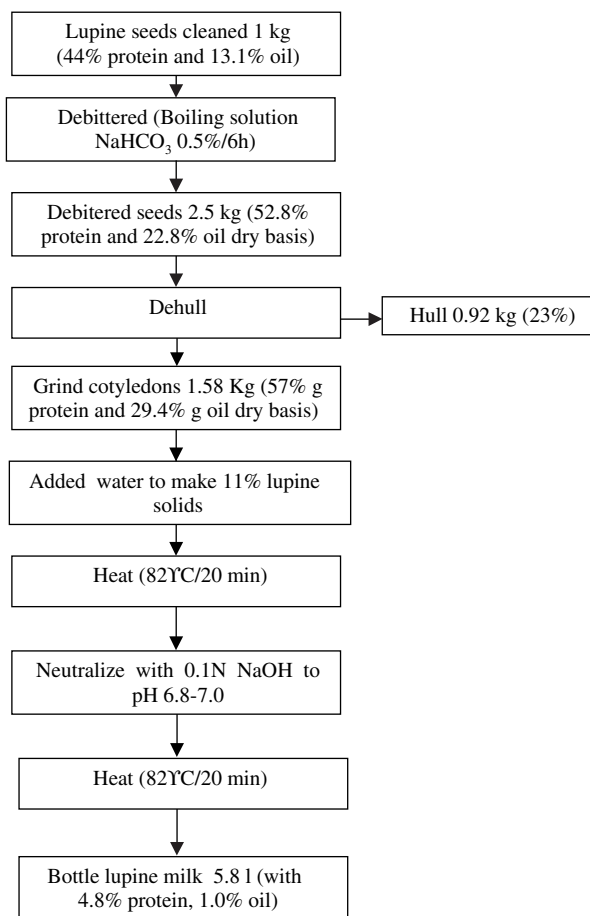 Lupine seeds cleaned 1 kg
(44% protein and 13.1% oil)
Debittered (Boiling solution
NaHCO₃ 0.5%/6h)
Debitered seeds 2.5 kg (52.8%
protein and 22.8% oil dry basis)
Dehull
Hull 0.92 kg (23%)
Grind cotyledons 1.58 Kg (57% g
protein and 29.4% g oil dry basis)
Added water to make 11% lupine
solids
Heat (82ϒC/20 min)
Neutralize with 0.1N NaOH to
pH 6.8-7.0
Heat (82ϒC/20 min)
Bottle lupine milk 5.8 l (with
4.8% protein, 1.0% oil)